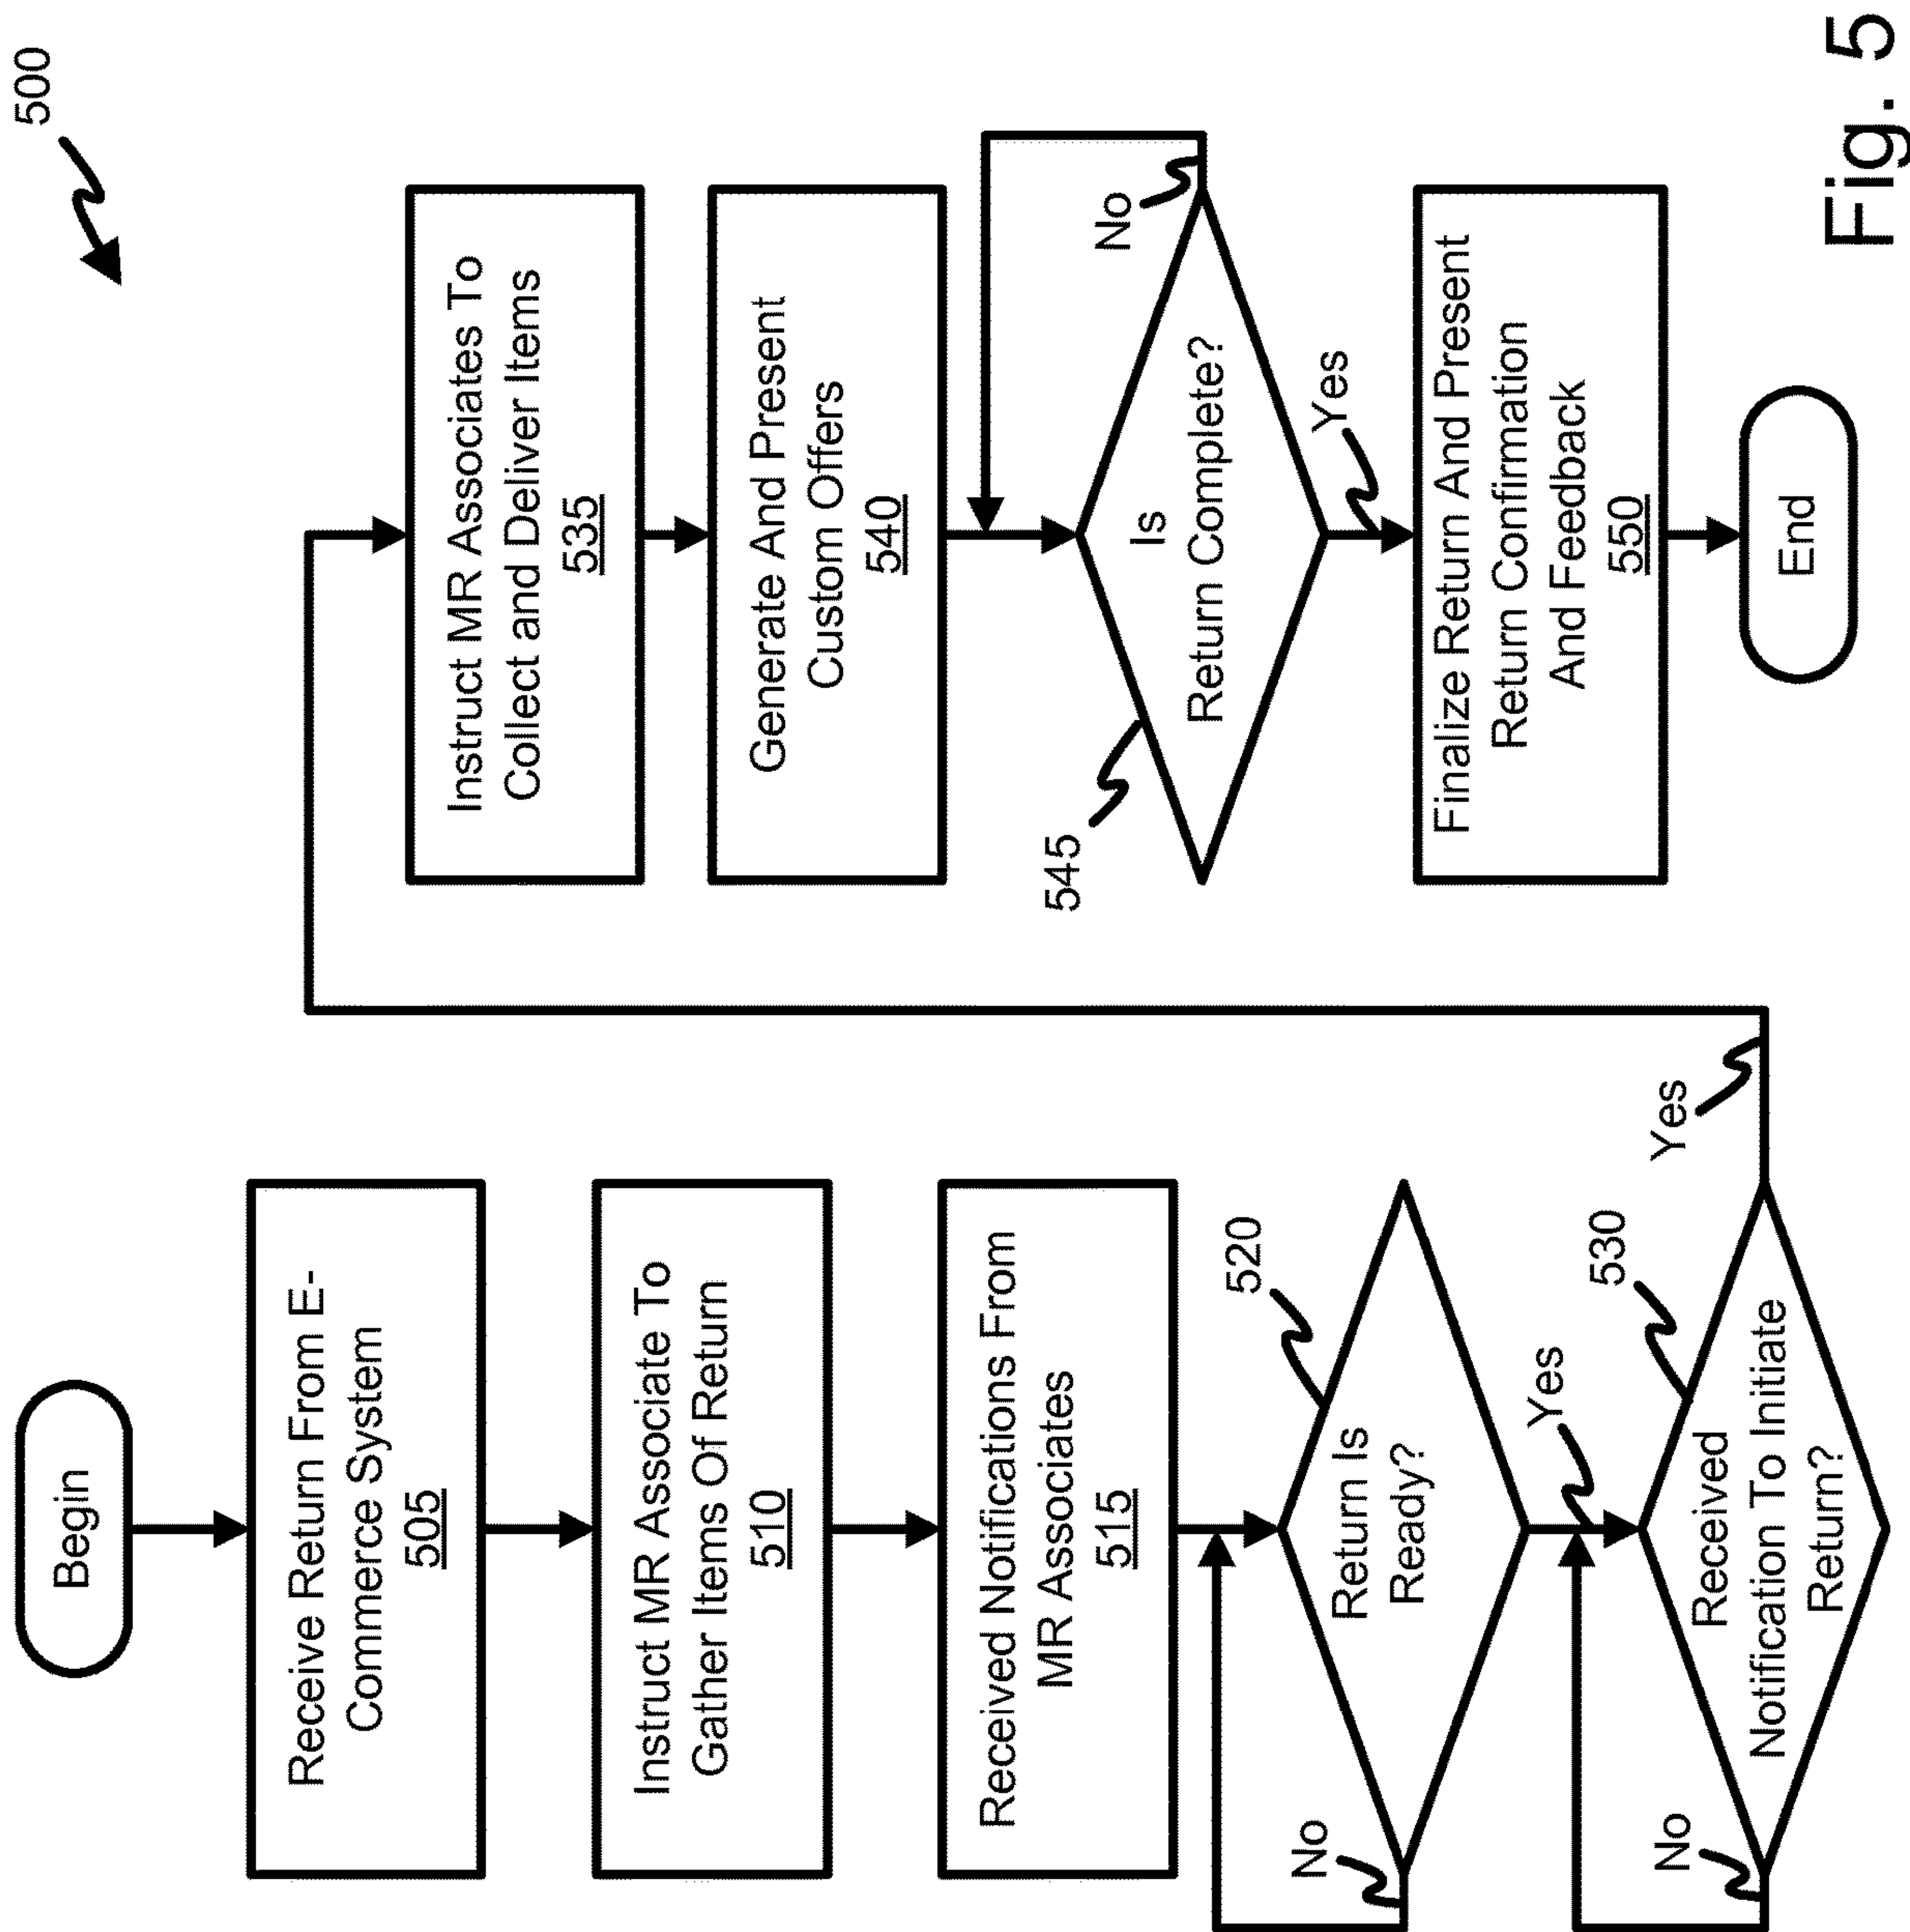 500
Begin
Receive Return From E-
Commerce System
505
Instruct MR Associate To
Gather Items Of Return
510
Received Notifications From
MR Associates
515
520
Return Is
Ready?
No
Yes
530
Received
Notification To Initiate
Return?
No
Yes
Instruct MR Associates To
Collect and Deliver Items
535
Generate And Present
Custom Offers
540
545
Is
Return Complete?
No
Yes
Finalize Return And Present
Return Confirmation
And Feedback
550
End
Fig. 5